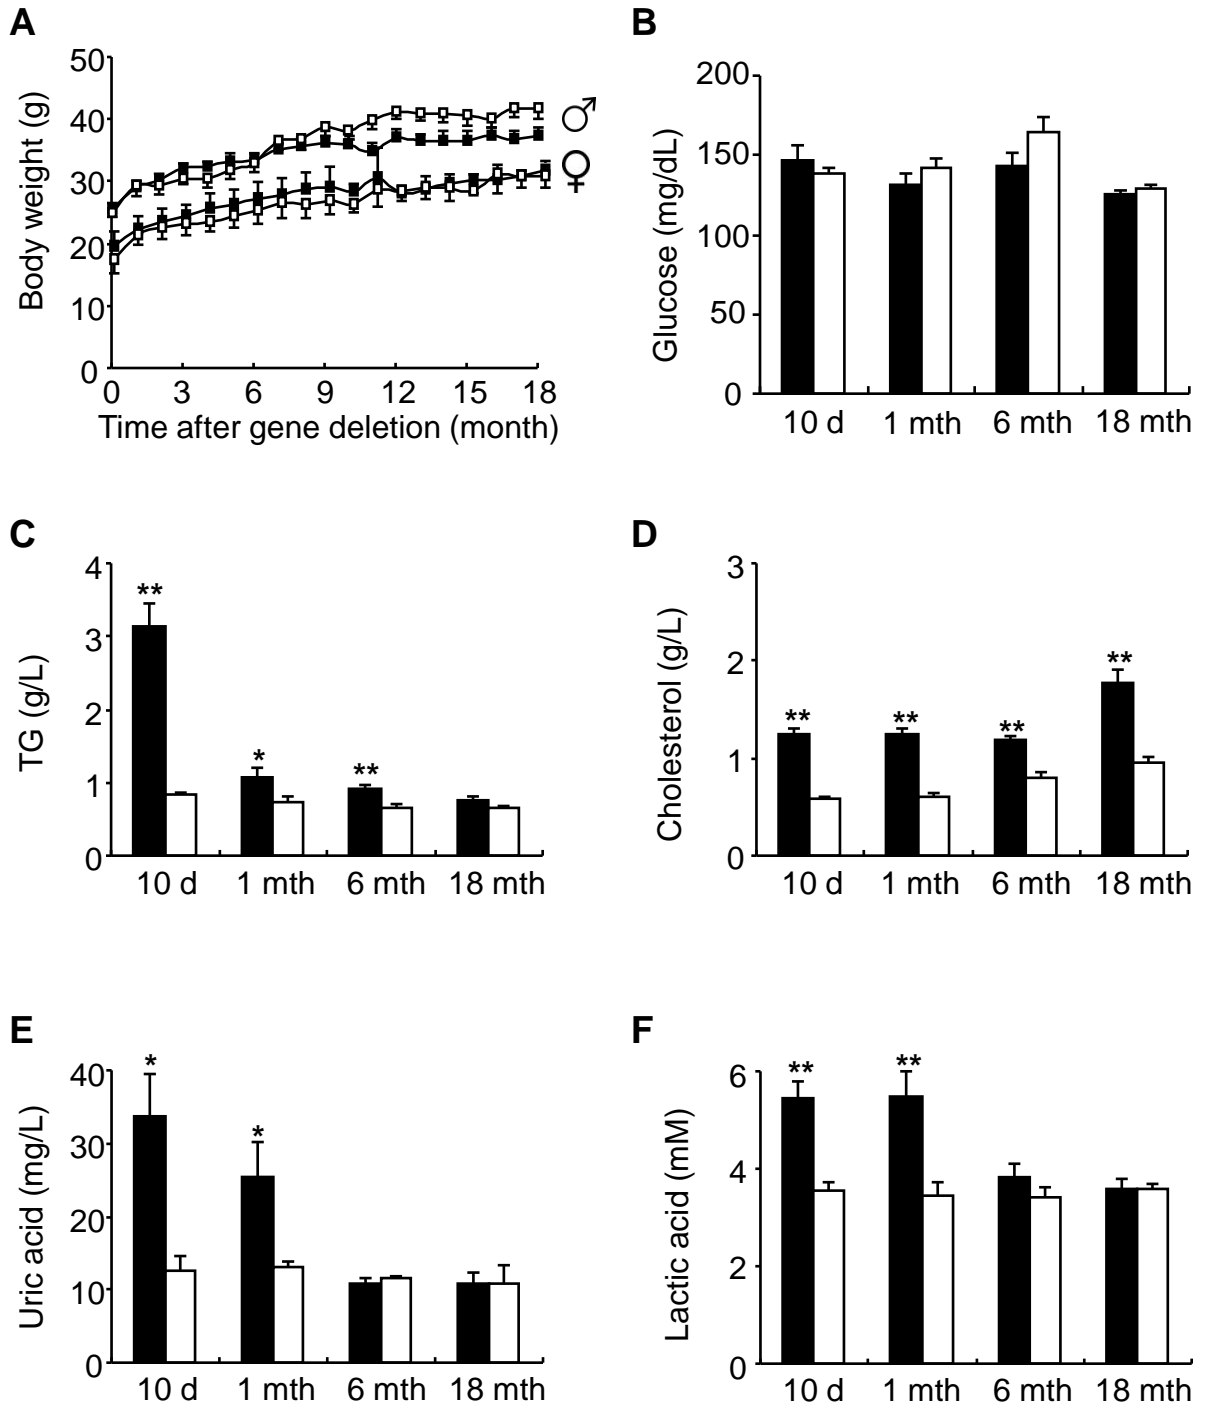 A
Body weight (g)
50
40
30
20
10
0
0 3 6 9 12 15 18
Time after gene deletion (month)
♂
♀
B
Glucose (mg/dL)
200
150
100
50
0
10 d 1 mth 6 mth 18 mth
C
TG (g/L)
4
3
2
1
0
** * **
10 d 1 mth 6 mth 18 mth
D
Cholesterol (g/L)
3
2
1
0
** ** ** **
10 d 1 mth 6 mth 18 mth
E
Uric acid (mg/L)
40
30
20
10
0
* *
10 d 1 mth 6 mth 18 mth
F
Lactic acid (mM)
6
4
2
0
** **
10 d 1 mth 6 mth 18 mth